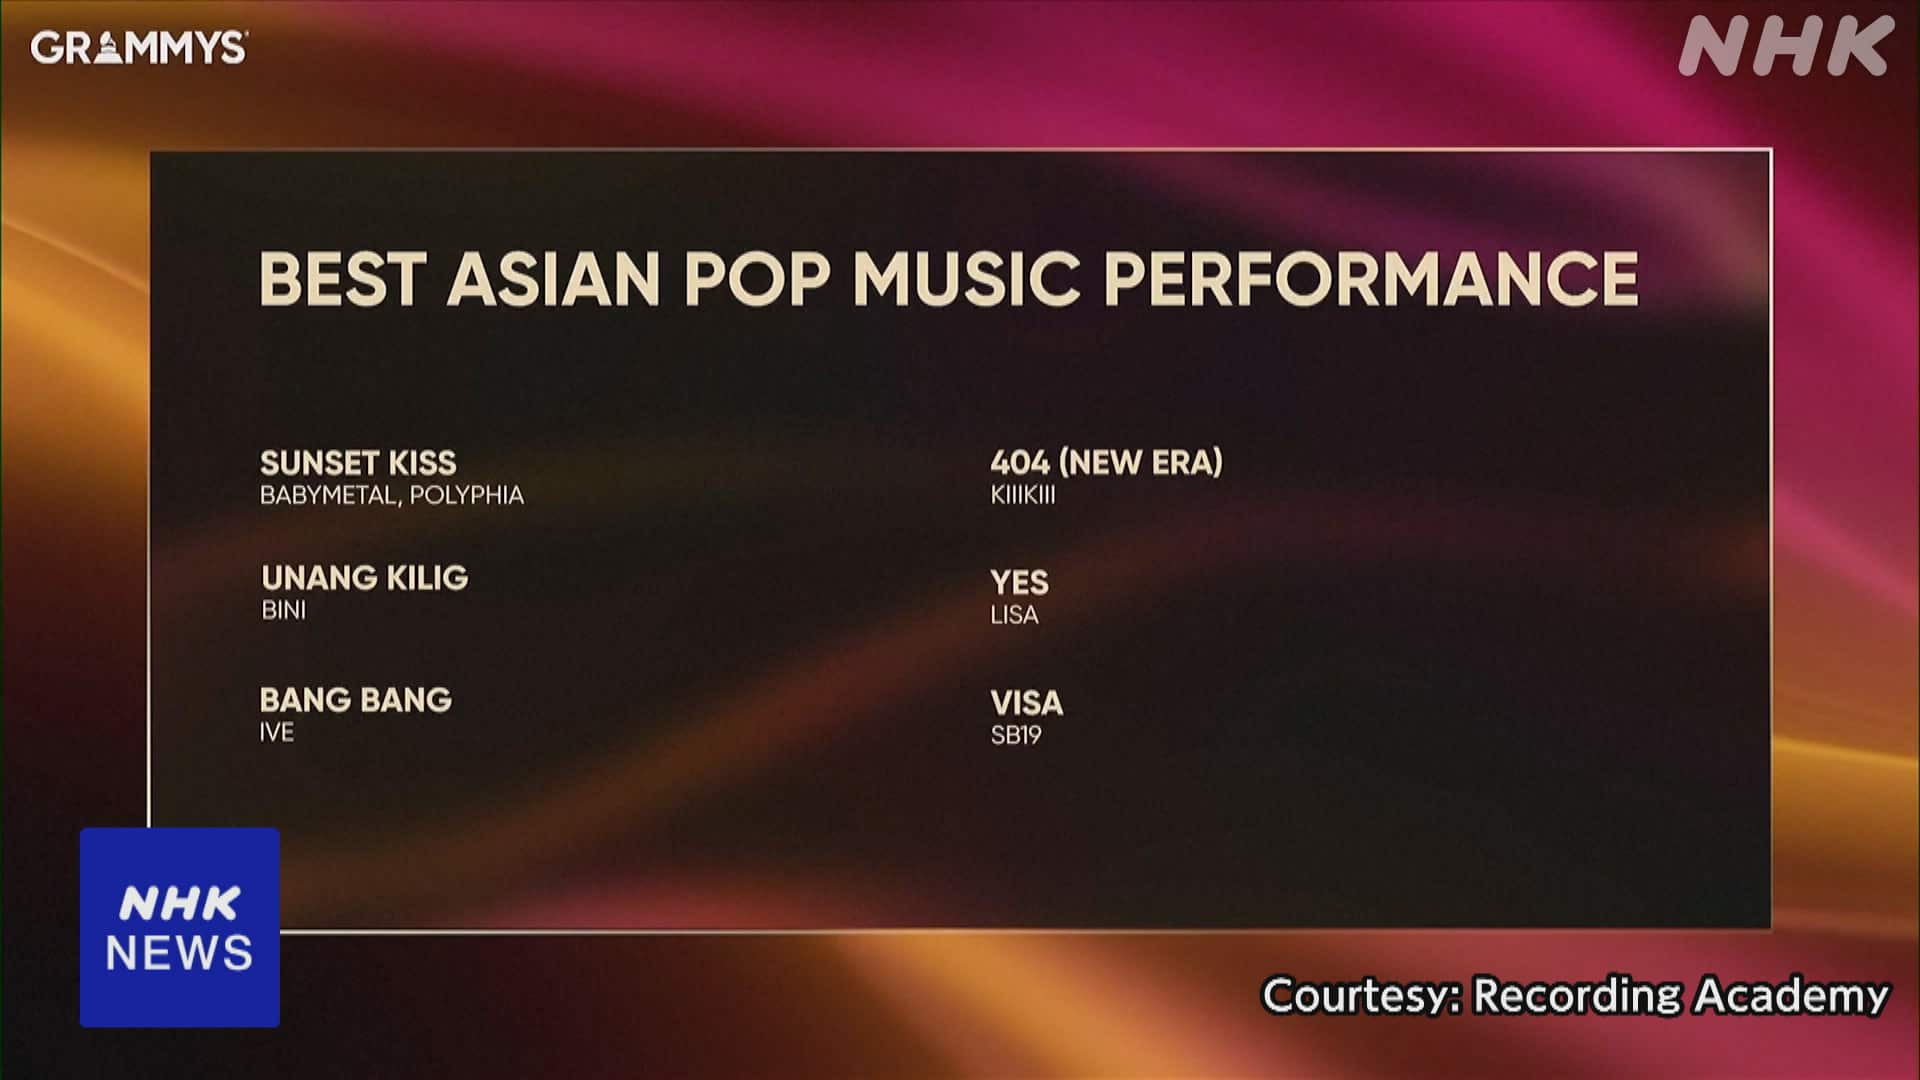 GRAMMYS
NHK
BEST ASIAN POP MUSIC PERFORMANCE
SUNSET KISS
BABYMETAL, POLYPHIA
UNANG KILIG
BINI
BANG BANG
IVE
404 (NEW ERA)
KIIIKIII
YES
LISA
VISA
SB19
NHK
NEWS
Courtesy: Recording Academy